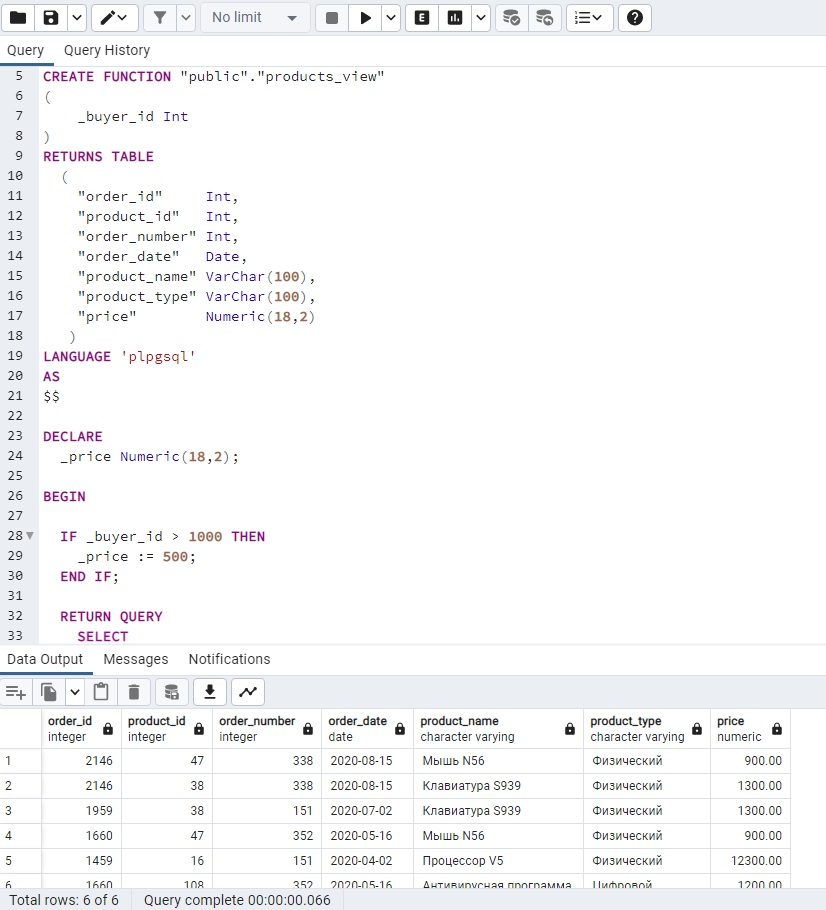 No limit
Query Query History
5 CREATE FUNCTION "public"."products_view"
6 (
7 _buyer_id Int
8 )
9 RETURNS TABLE
10 (
11 "order_id" Int,
12 "product_id" Int,
13 "order_number" Int,
14 "order_date" Date,
15 "product_name" VarChar(100),
16 "product_type" VarChar(100),
17 "price" Numeric(18,2)
18 )
19 LANGUAGE 'plpgsql'
20 AS
21 $$
22
23 DECLARE
24 _price Numeric(18,2);
25
26 BEGIN
27
28 IF _buyer_id > 1000 THEN
29 _price := 500;
30 END IF;
31
32 RETURN QUERY
33 SELECT
Data Output Messages Notifications
order_id product_id order_number order_date product_name product_type price
integer integer integer date character varying character varying numeric
1 2146 47 338 2020-08-15 Мышь N56 Физический 900.00
2 2146 38 338 2020-08-15 Клавиатура S939 Физический 1300.00
3 1959 38 151 2020-07-02 Клавиатура S939 Физический 1300.00
4 1660 47 352 2020-05-16 Мышь N56 Физический 900.00
5 1459 16 151 2020-04-02 Процессор V5 Физический 12300.00
6 1660 108 352 2020-05-16 Антивирусная программа Цифровой 1200.00
Total rows: 6 of 6 Query complete 00:00:00.066